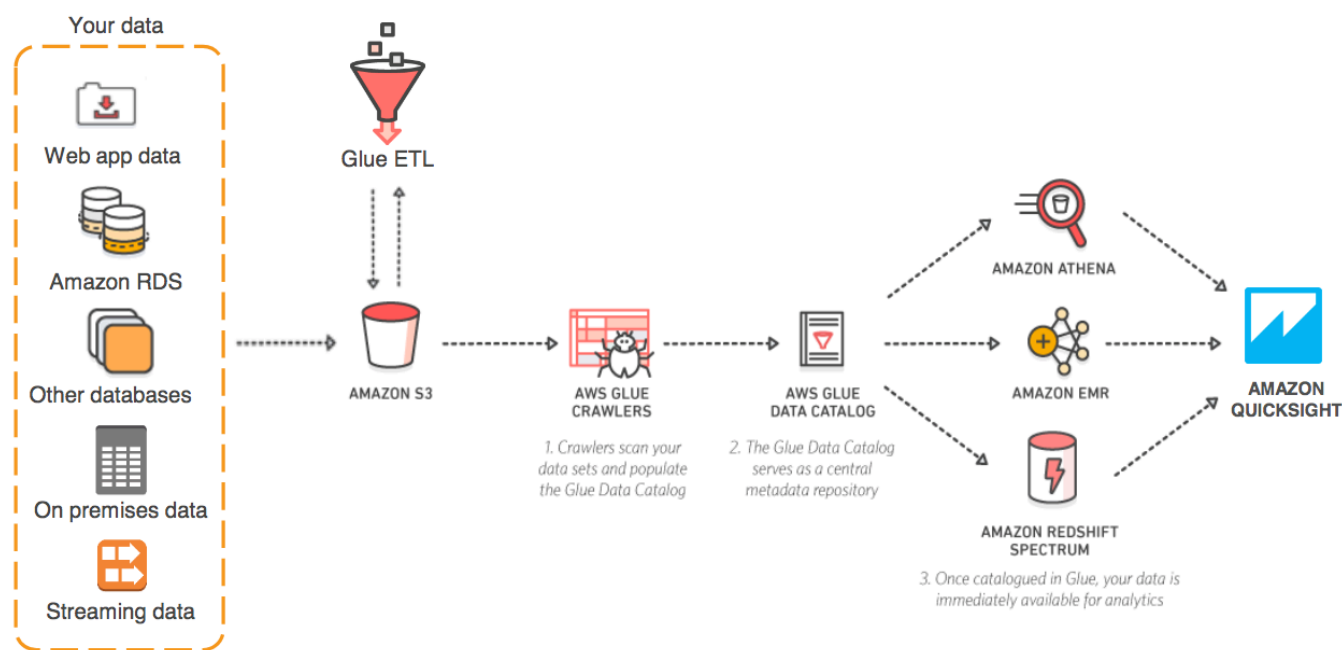 Your data
Web app data
Amazon RDS
Other databases
On premises data
Streaming data
Glue ETL
AMAZON S3
AWS GLUE
CRAWLERS
1. Crawlers scan your
data sets and populate
the Glue Data Catalog
AWS GLUE
DATA CATALOG
2. The Glue Data Catalog
serves as a central
metadata repository
AMAZON ATHENA
AMAZON EMR
AMAZON REDSHIFT
SPECTRUM
3. Once catalogued in Glue, your data is
immediately available for analytics
AMAZON
QUICKSIGHT